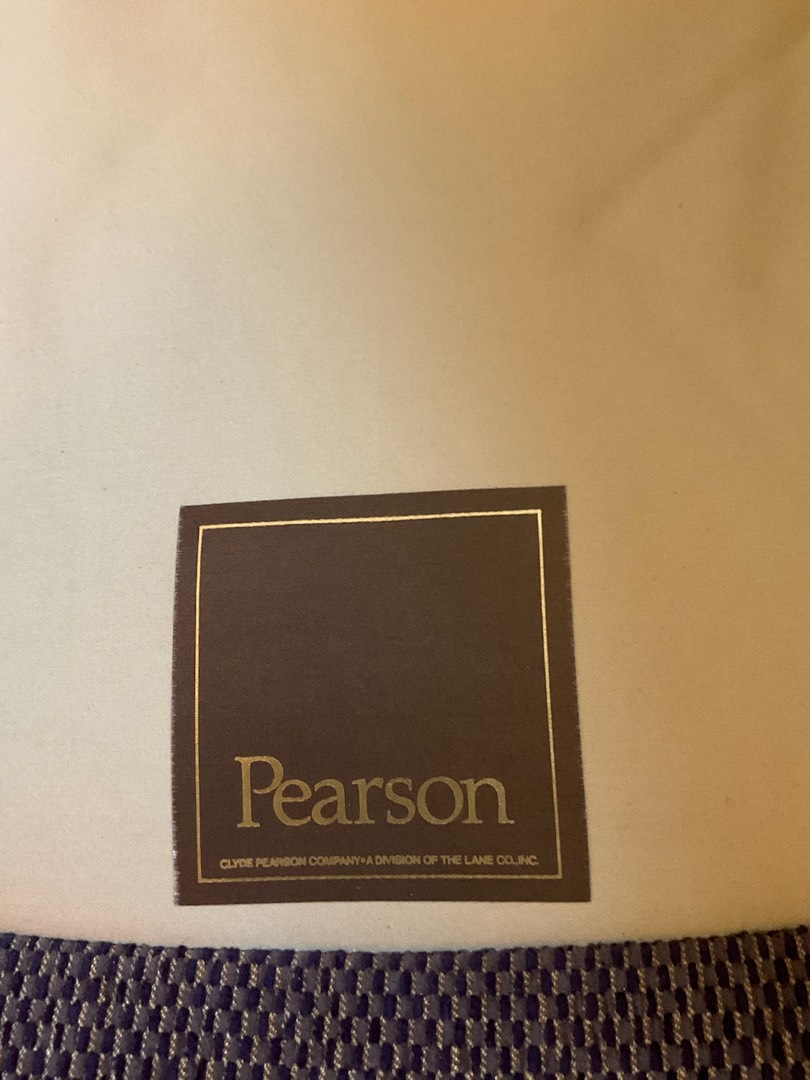 Pearson
CLYDE PEARSON COMPANY•A DIVISION OF THE LANE CO.,INC.